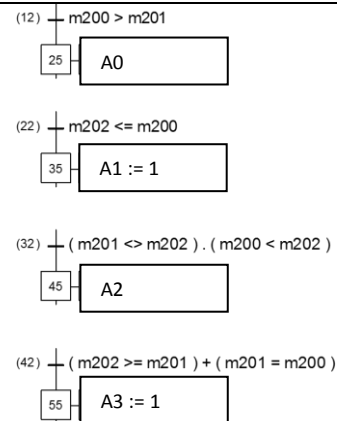 (12) m200 > m201
25 A0
(22) m202 <= m200
35 A1 := 1
(32) ( m201 <> m202 ) . ( m200 < m202 )
45 A2
(42) ( m202 >= m201 ) + ( m201 = m200 )
55 A3 := 1